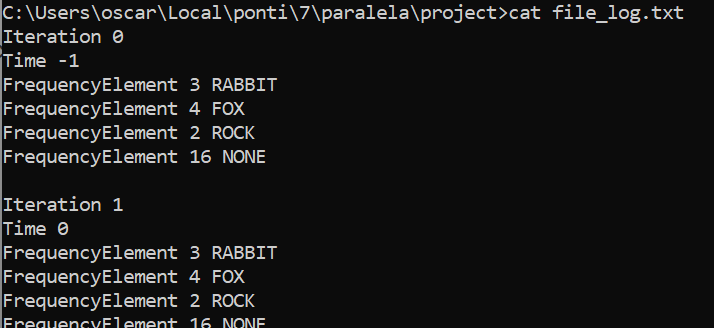 C:\Users\oscar\Local\ponti\7\paralela\project>cat file_log.txt
Iteration 0
Time -1
FrequencyElement 3 RABBIT
FrequencyElement 4 FOX
FrequencyElement 2 ROCK
FrequencyElement 16 NONE
Iteration 1
Time 0
FrequencyElement 3 RABBIT
FrequencyElement 4 FOX
FrequencyElement 2 ROCK
FrequencyElement 16 NONE